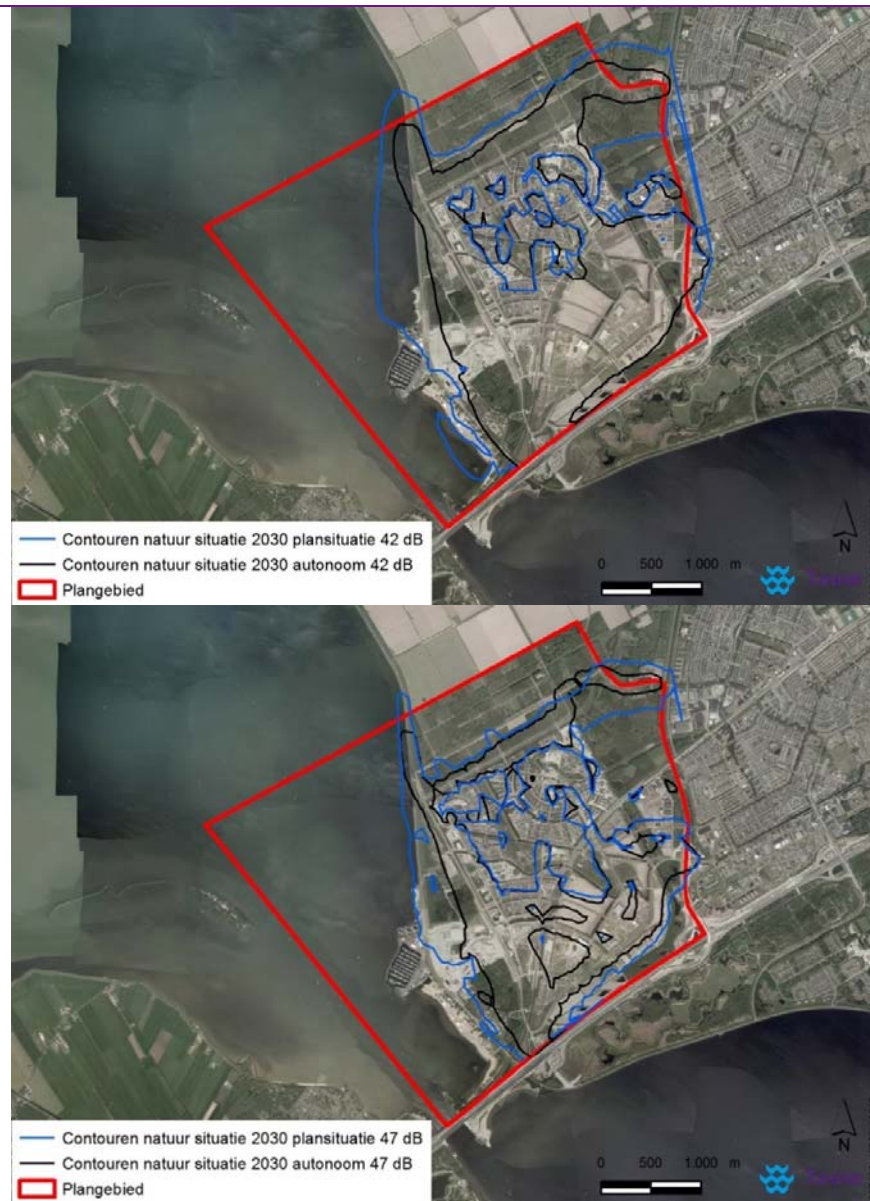 Contouren natuur situatie 2030 plansituatie 42 dB
Contouren natuur situatie 2030 autonoom 42 dB
Plangebied
0 500 1.000 m
N
Contouren natuur situatie 2030 plansituatie 47 dB
Contouren natuur situatie 2030 autonoom 47 dB
Plangebied
0 500 1.000 m
N